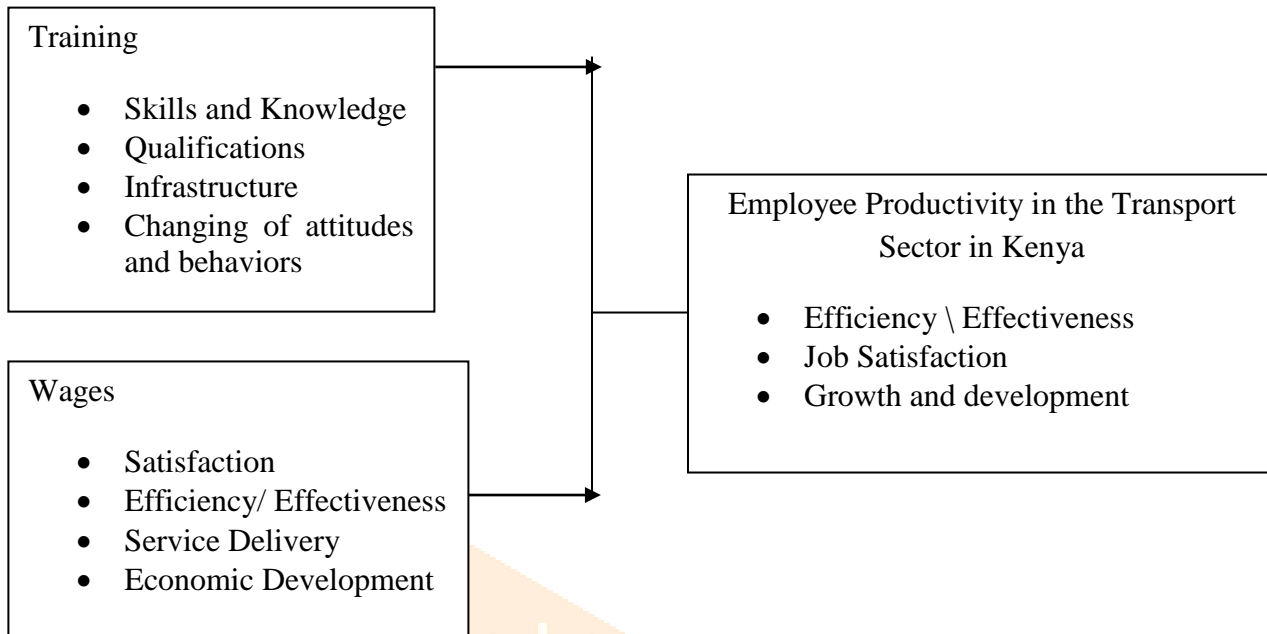 Training
• Skills and Knowledge
• Qualifications
• Infrastructure
• Changing of attitudes
and behaviors
Wages
• Satisfaction
• Efficiency/ Effectiveness
• Service Delivery
• Economic Development
Employee Productivity in the Transport
Sector in Kenya
• Efficiency \ Effectiveness
• Job Satisfaction
• Growth and development